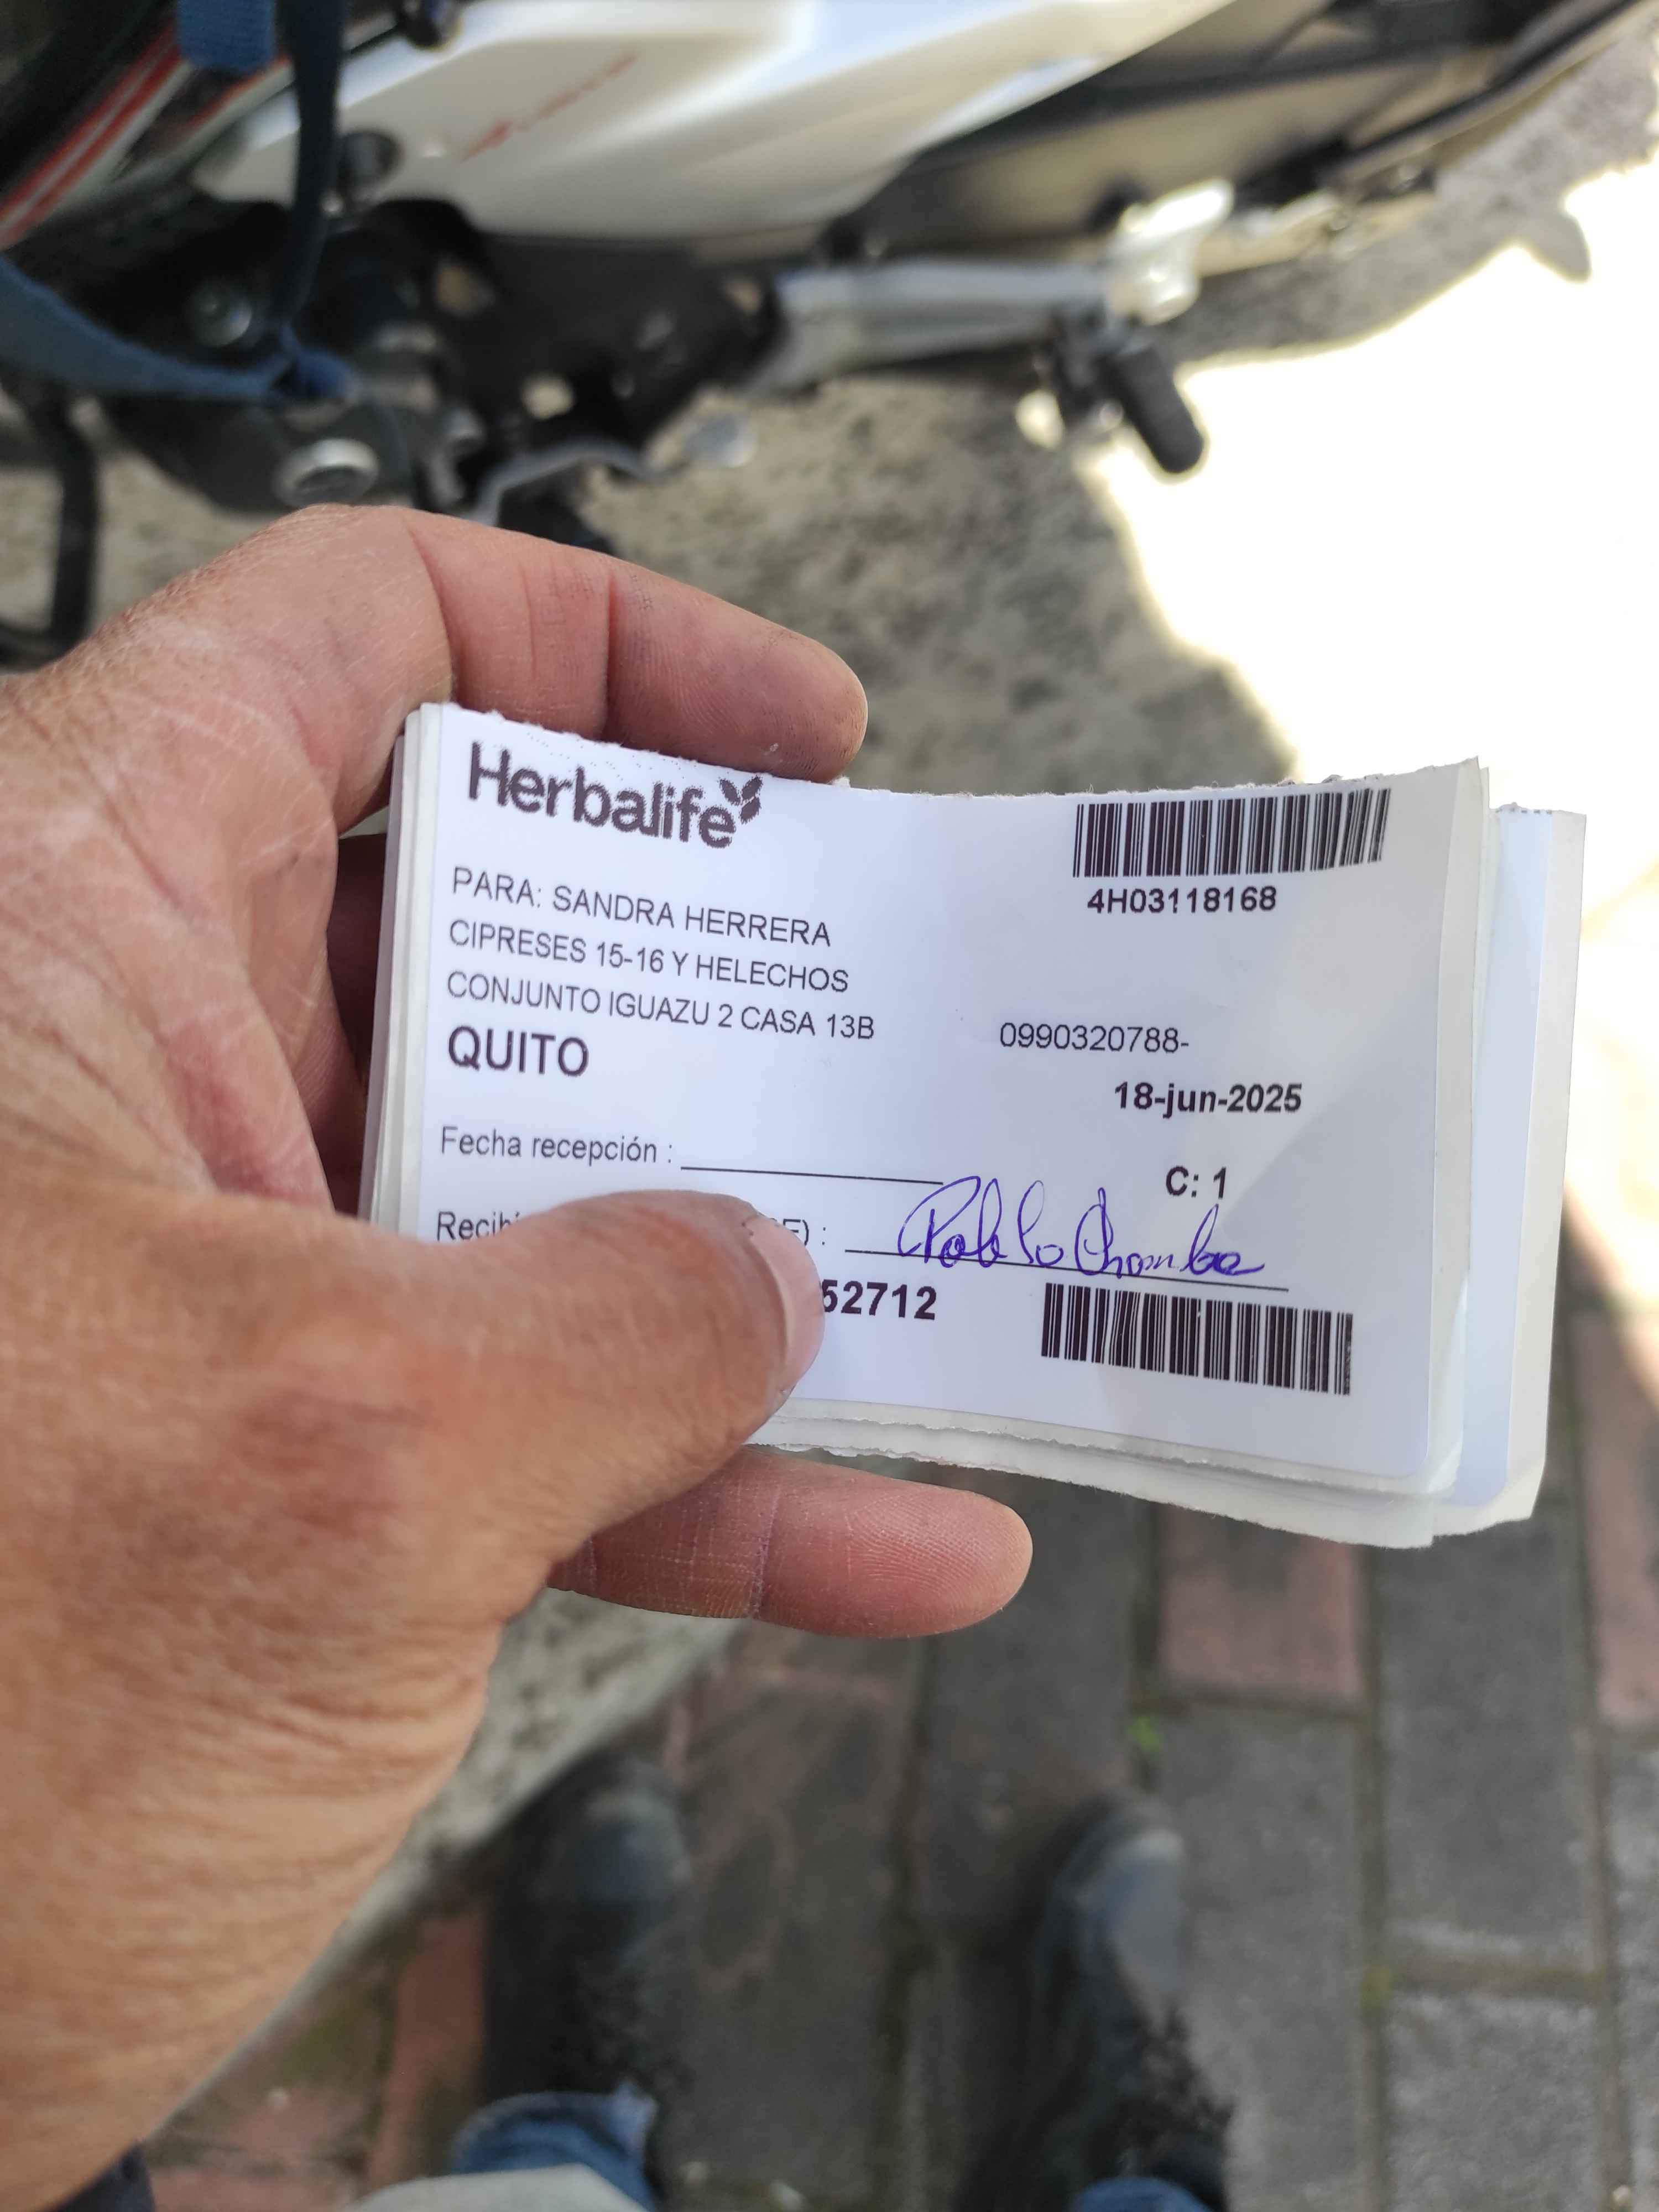 Herbalife
4H03118168
PARA: SANDRA HERRERA
CIPRESES 15-16 Y HELECHOS
CONJUNTO IGUAZU 2 CASA 13B
0990320788-
QUITO
18-jun-2025
Fecha recepción :
C: 1
Pablo Chamba
52712